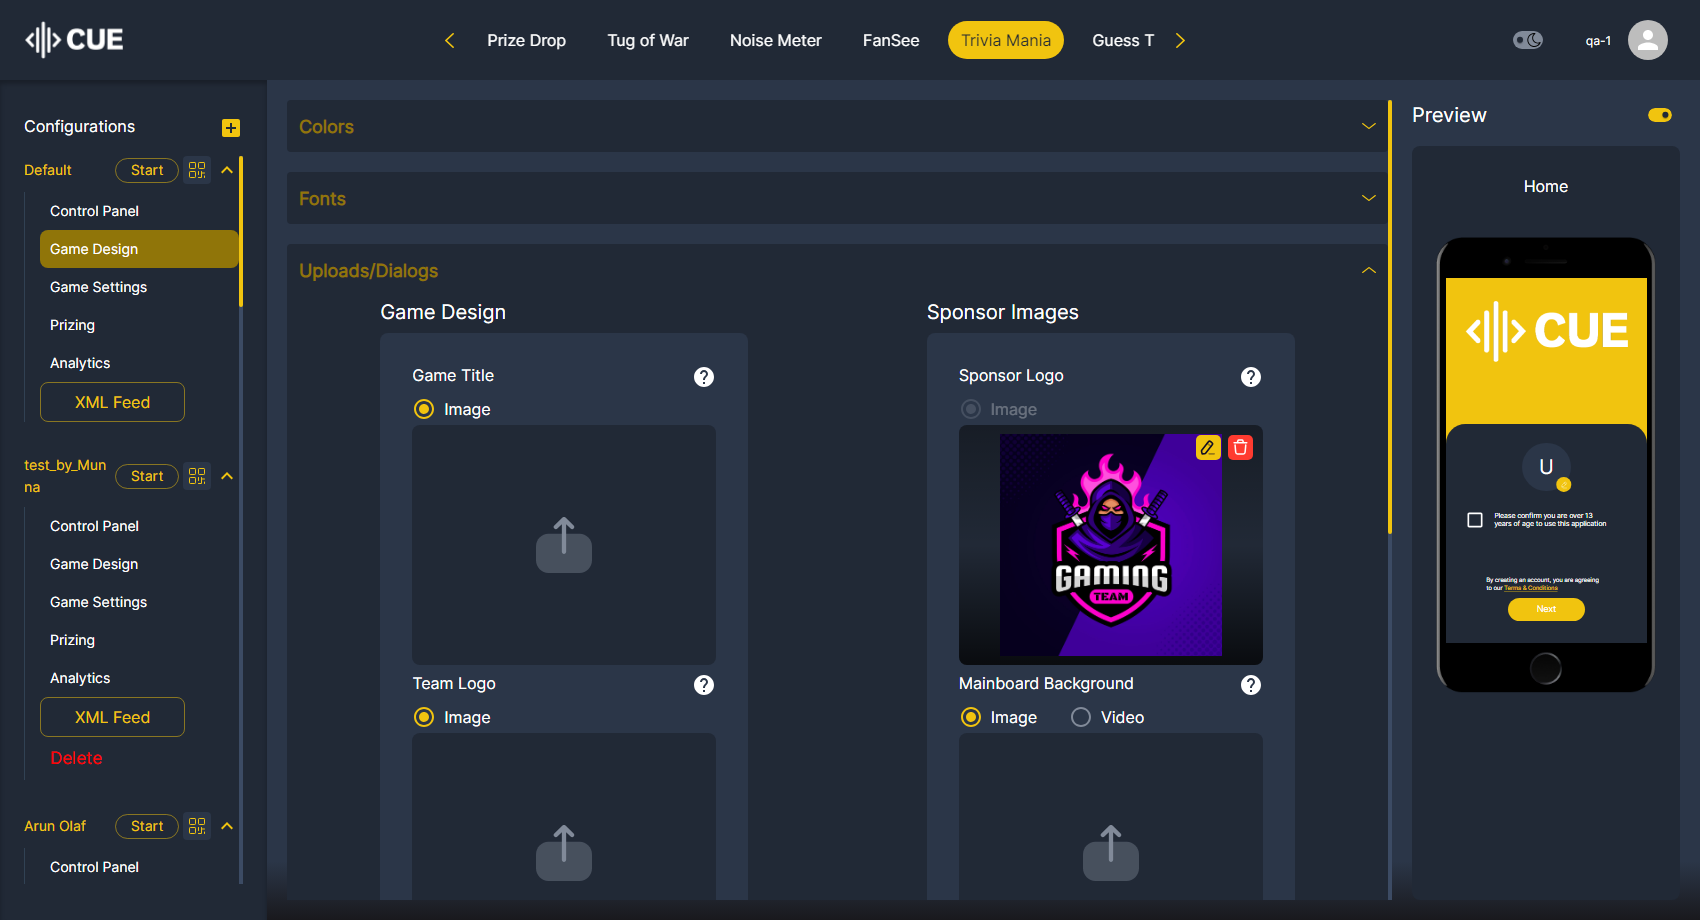 CUE
Prize Drop
Tug of War
Noise Meter
FanSee
Trivia Mania
Guess T
qa-1
Configurations
Default
Start
Control Panel
Game Design
Game Settings
Prizing
Analytics
XML Feed
test_by_Mun
na
Start
Control Panel
Game Design
Game Settings
Prizing
Analytics
XML Feed
Delete
Arun Olaf
Start
Control Panel
Colors
Fonts
Uploads/Dialogs
Game Design
Game Title
?
Image
Team Logo
?
Image
Sponsor Images
Sponsor Logo
?
Image
GAMING
TEAM
Mainboard Background
?
Image
Video
Preview
Home
CUE
U
Please confirm you are over 13
years of age to use this application
By creating an account, you are agreeing
to our Terms & Conditions
Next